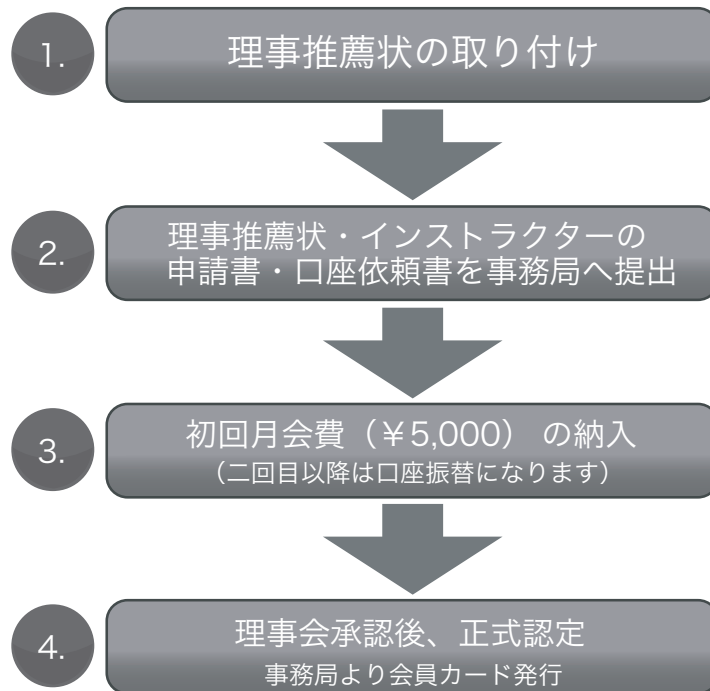 1.
理事推薦状の取り付け
2.
理事推薦状・インストラクターの
申請書・口座依頼書を事務局へ提出
3.
初回月会費（￥5,000） の納入
（二回目以降は口座振替になります）
4.
理事会承認後、正式認定
事務局より会員カード発行